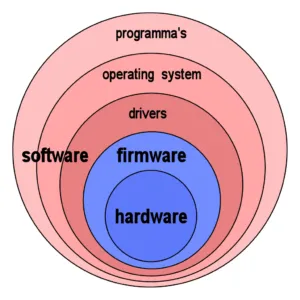 programma's
operating system
drivers
software firmware
hardware